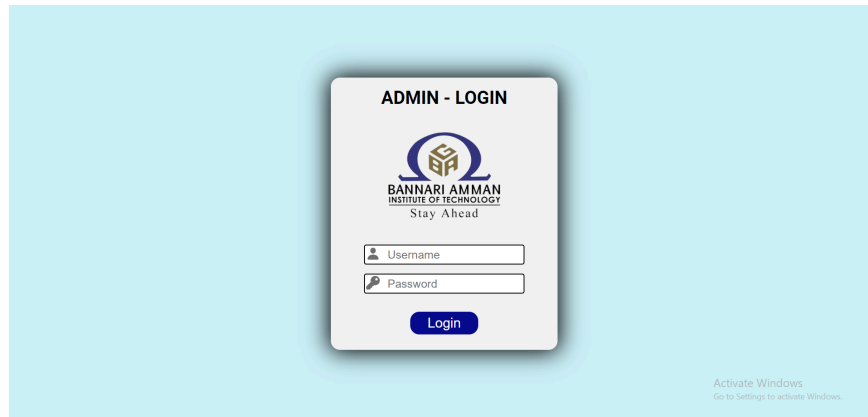 ADMIN - LOGIN
GBA
BANNARI AMMAN
INSTITUTE OF TECHNOLOGY
Stay Ahead
Username
Password
Login
Activate Windows
Go to Settings to activate Windows.